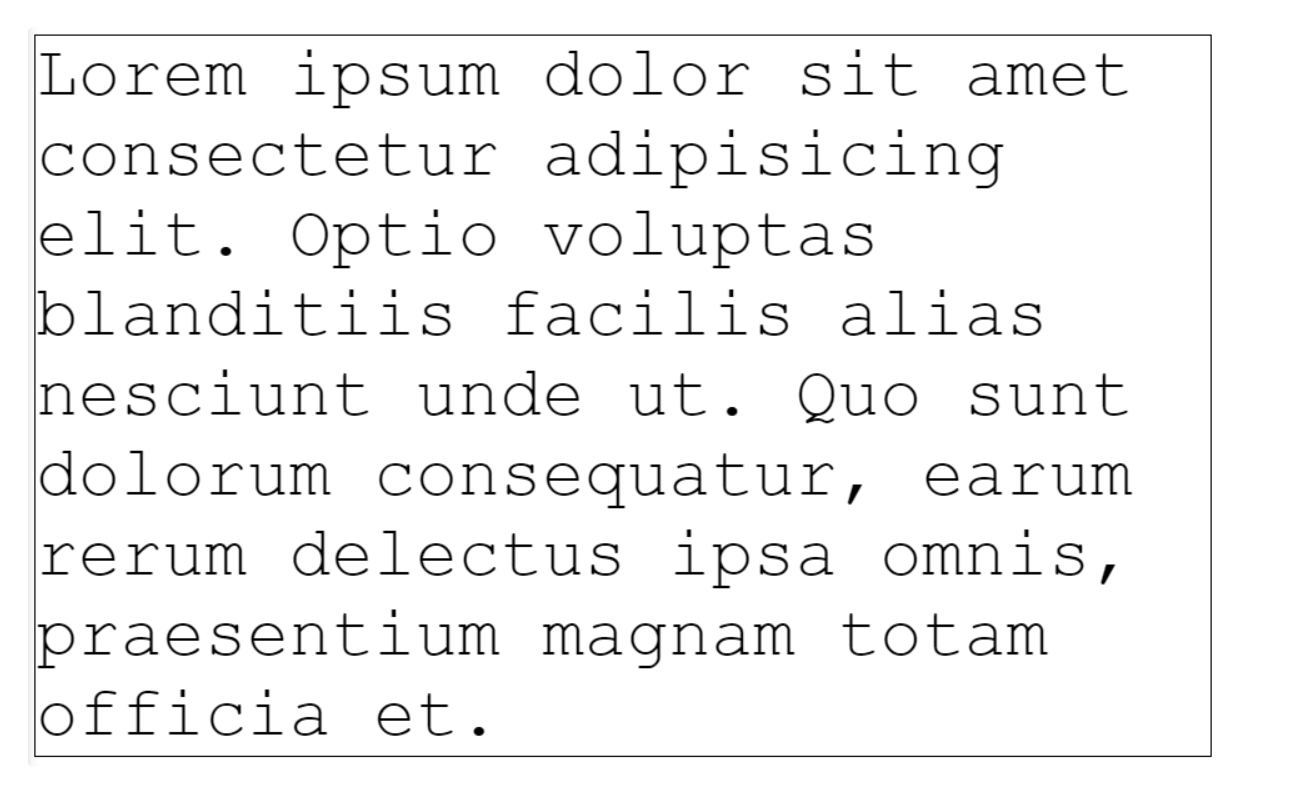 Lorem ipsum dolor sit amet
consectetur adipisicing
elit. Optio voluptas
blanditiis facilis alias
nesciunt unde ut. Quo sunt
dolorum consequatur, earum
rerum delectus ipsa omnis,
praesentium magnam totam
officia et.